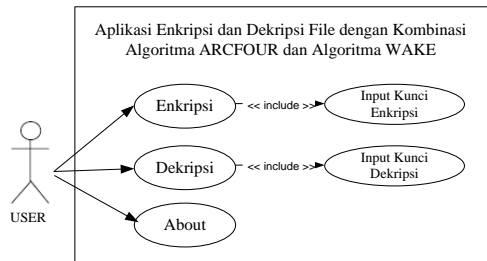 Aplikasi Enkripsi dan Dekripsi File dengan Kombinasi
Algoritma ARCFOUR dan Algoritma WAKE
Enkripsi
<< include >>
Input Kunci
Enkripsi
Dekripsi
<< include >>
Input Kunci
Dekripsi
About
USER